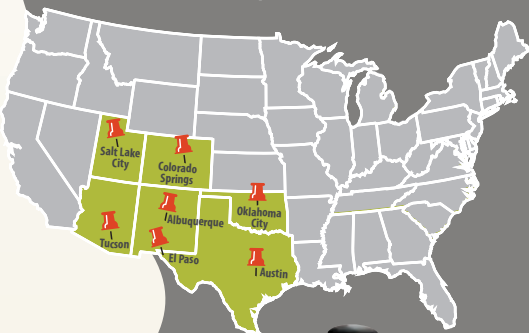 Salt Lake
City
Colorado
Springs
Oklahoma
City
Albuquerque
Tucson
El Paso
Austin